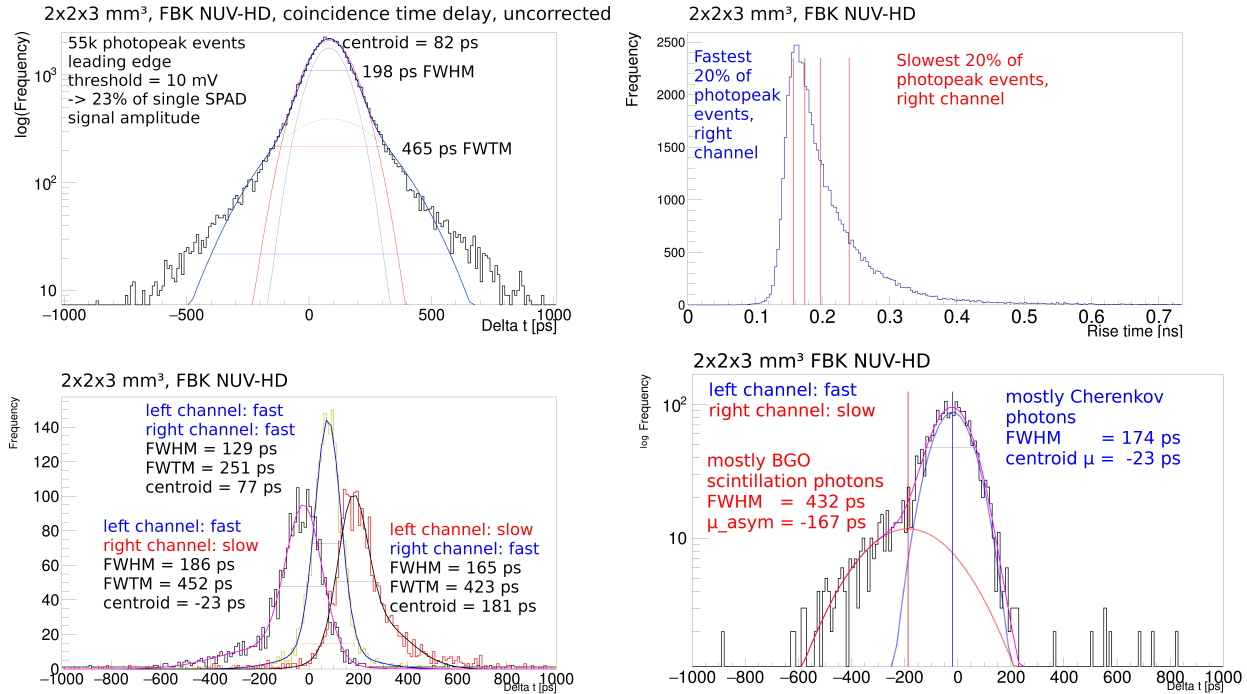 2x2x3 mm³, FBK NUV-HD, coincidence time delay, uncorrected
log(Frequency)
55k photopeak events
leading edge
threshold = 10 mV
-> 23% of single SPAD
signal amplitude
centroid = 82 ps
198 ps FWHM
465 ps FWTM
10³
10²
10
−1000
−500
0
500
1000
Delta t [ps]
2x2x3 mm³, FBK NUV-HD
Frequency
Fastest
20% of
photopeak
events,
right
channel
Slowest 20% of
photopeak events,
right channel
2500
2000
1500
1000
500
0
0 0.1 0.2 0.3 0.4 0.5 0.6 0.7
Rise time [ns]
2x2x3 mm³, FBK NUV-HD
Frequency
left channel: fast
right channel: fast
FWHM = 129 ps
FWTM = 251 ps
centroid = 77 ps
left channel: fast
right channel: slow
FWHM = 186 ps
FWTM = 452 ps
centroid = -23 ps
left channel: slow
right channel: fast
FWHM = 165 ps
FWTM = 423 ps
centroid = 181 ps
140
120
100
80
60
40
20
0
−1000 −800 −600 −400 −200 0 200 400 600 800 1000
Delta t [ps]
2x2x3 mm³ FBK NUV-HD
log Frequency
left channel: fast
right channel: slow
mostly BGO
scintillation photons
FWHM = 432 ps
μ_asym = -167 ps
mostly Cherenkov
photons
FWHM = 174 ps
centroid μ = -23 ps
10²
10
−1000 −800 −600 −400 −200 0 200 400 600 800 1000
Delta t [ps]